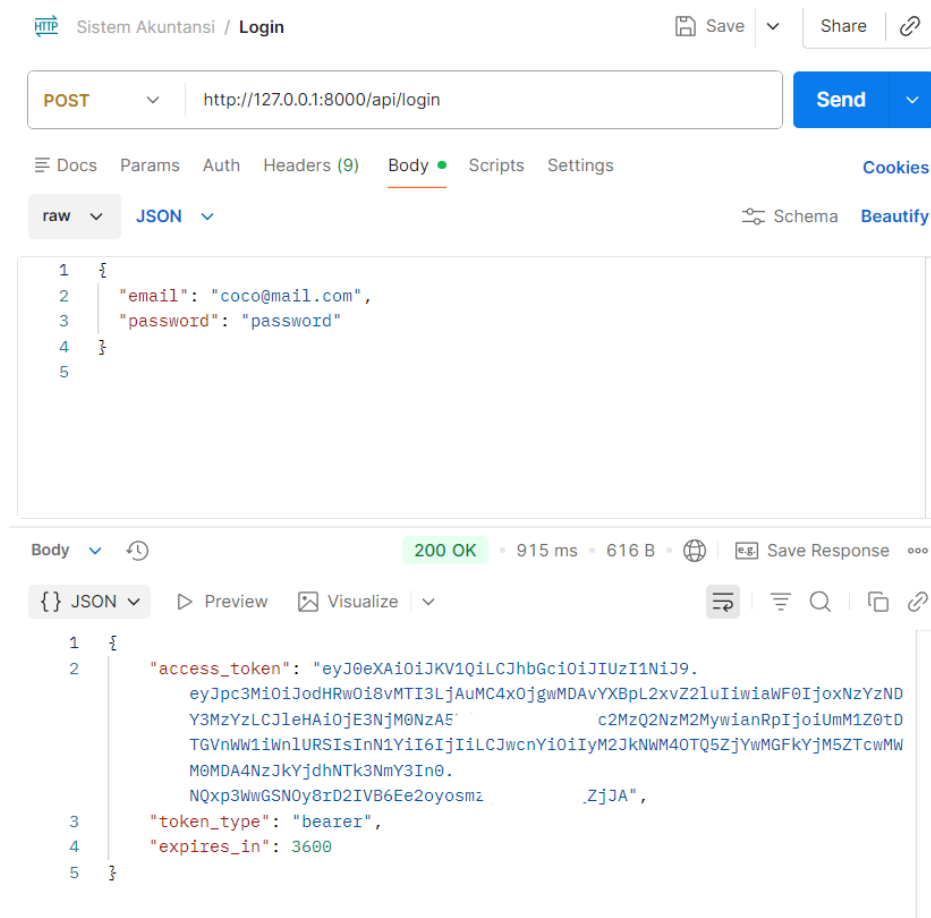 HTTP Sistem Akuntansi / Login Save Share
POST http://127.0.0.1:8000/api/login Send
Docs Params Auth Headers (9) Body Scripts Settings Cookies
raw JSON Schema Beautify
1 {
2 "email": "coco@mail.com",
3 "password": "password"
4 }
5
Body 200 OK 915 ms 616 B e.g. Save Response
{} JSON Preview Visualize
1 {
2 "access_token": "eyJ0eXAiOiJKV1QiLCJhbGciOiJIUzI1NiJ9.
eyJpc3MiOiJodHRwOi8vMTI3LjAuMC4xOjgwMDAvYXBpL2xvZ2luIiwiaWF0IjoxNzYzND
Y3MzYzLCJleHAiOjE3NjM0NzA5 c2MzQ2NzM2MywianRpIjoiUmM1Z0tD
TGVnWW1iWnlURSIsInN1YiI6IjIiLCJwcnYiOiIyM2JkNWM4OTQ5ZjYwMGFkYjM5ZTcwMW
M0MDA4NzJkYjdhNTk3NmY3In0.
NQxp3WwGSNOy8rD2IVB6Ee2oyosmz ZjJA",
3 "token_type": "bearer",
4 "expires_in": 3600
5 }